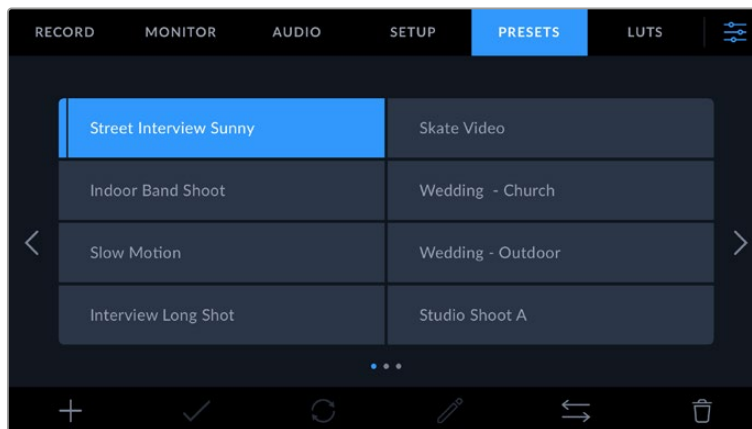 RECORD MONITOR AUDIO SETUP PRESETS LUTS
Street Interview Sunny Skate Video
Indoor Band Shoot Wedding - Church
Slow Motion Wedding - Outdoor
Interview Long Shot Studio Shoot A